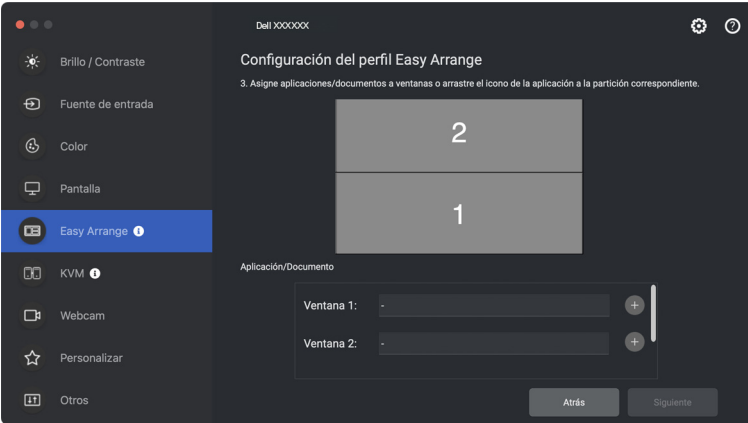 Dell XXXXXX
Brillo / Contraste
Fuente de entrada
Color
Pantalla
Easy Arrange
KVM
Webcam
Personalizar
Otros
Configuración del perfil Easy Arrange
3. Asigne aplicaciones/documentos a ventanas o arrastre el icono de la aplicación a la partición correspondiente.
2
1
Aplicación/Documento
Ventana 1: -
Ventana 2: -
Atrás
Siguiente